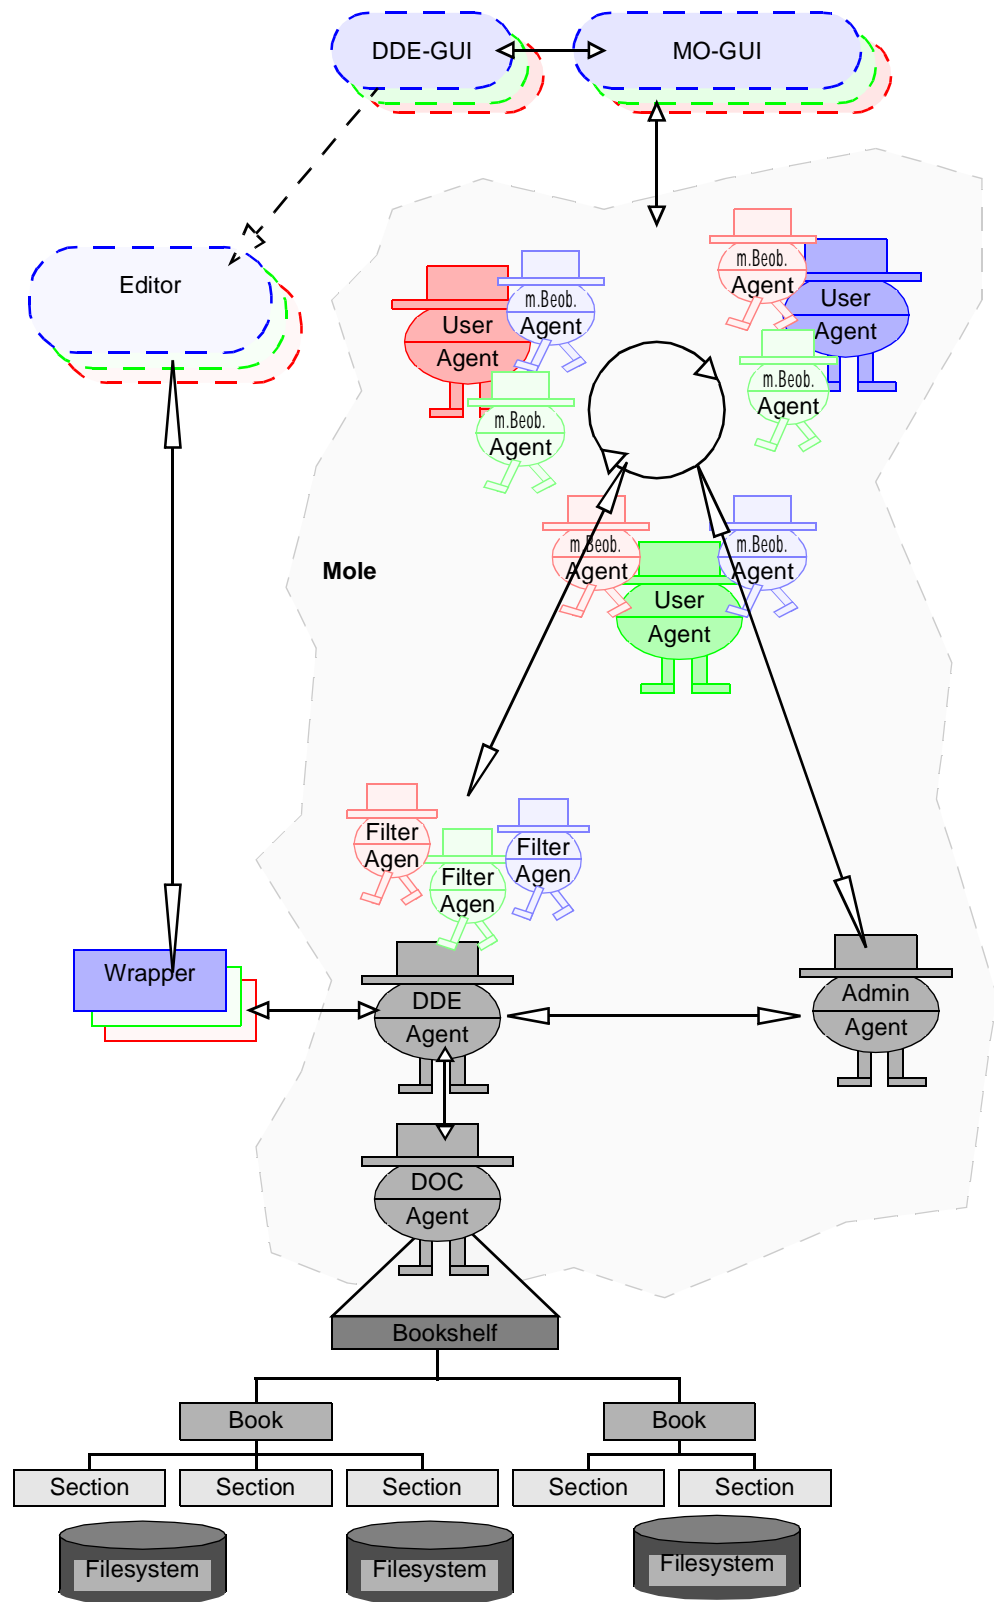 DDE-GUI
MO-GUI
Editor
User
Agent
m.Beob.
Agent
m.Beob.
Agent
m.Beob.
Agent
User
Agent
m.Beob.
Agent
m.Beob.
Agent
m.Beob.
Agent
User
Agent
Mole
Filter
Agen
Filter
Agen
Filter
Agen
Wrapper
DDE
Agent
Admin
Agent
DOC
Agent
Bookshelf
Book
Book
Section
Section
Section
Section
Section
Filesystem
Filesystem
Filesystem